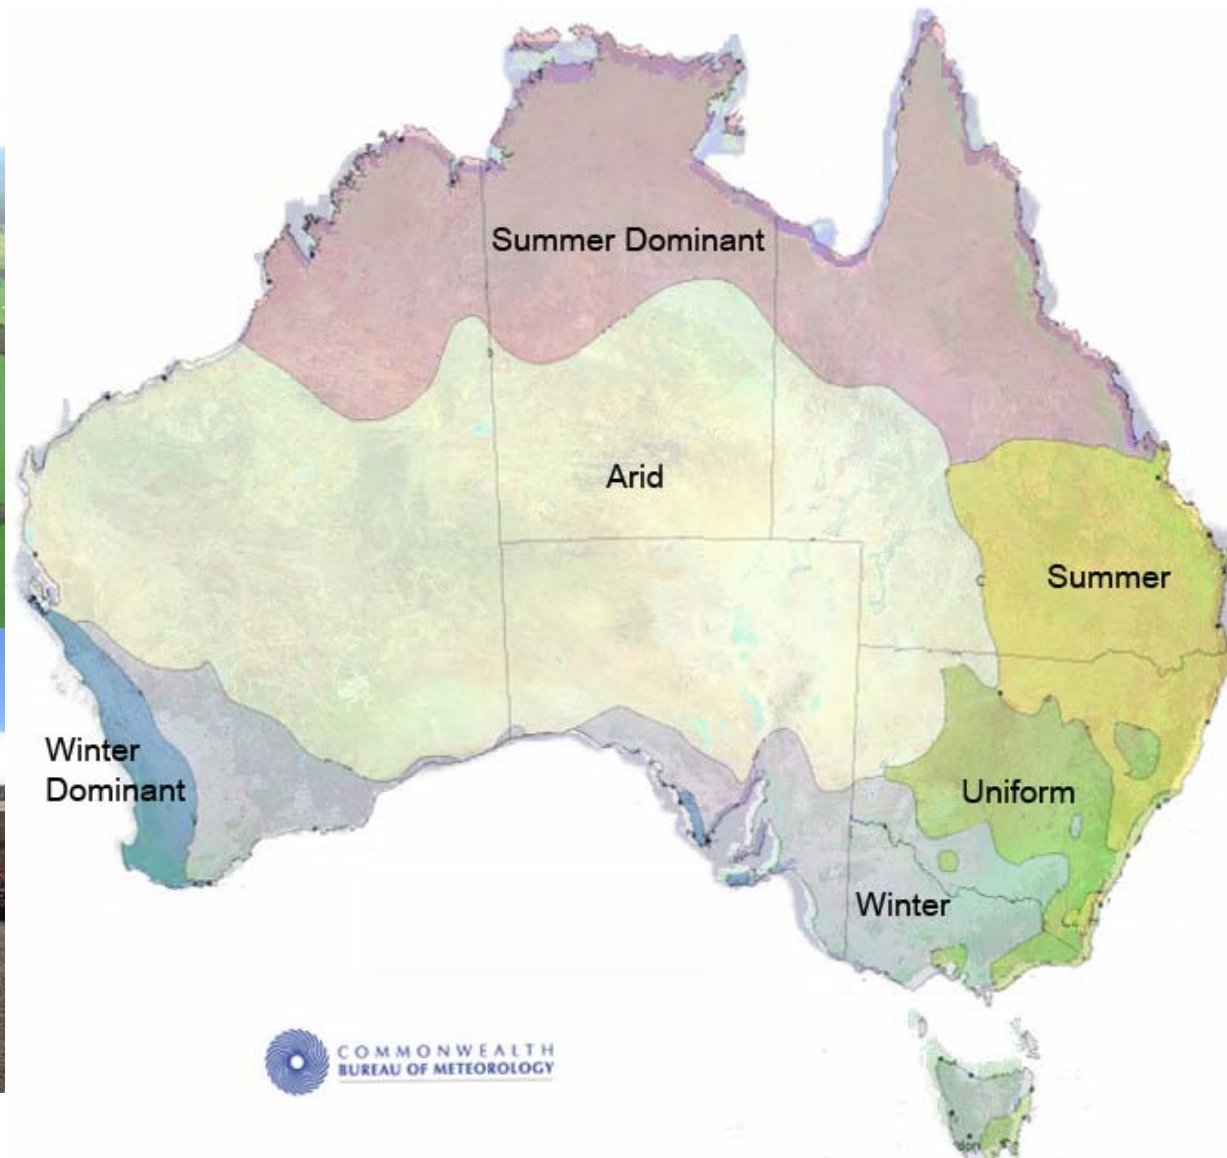 Summer Dominant
Arid
Summer
Winter
Dominant
Uniform
Winter
COMMONWEALTH
BUREAU OF METEOROLOGY